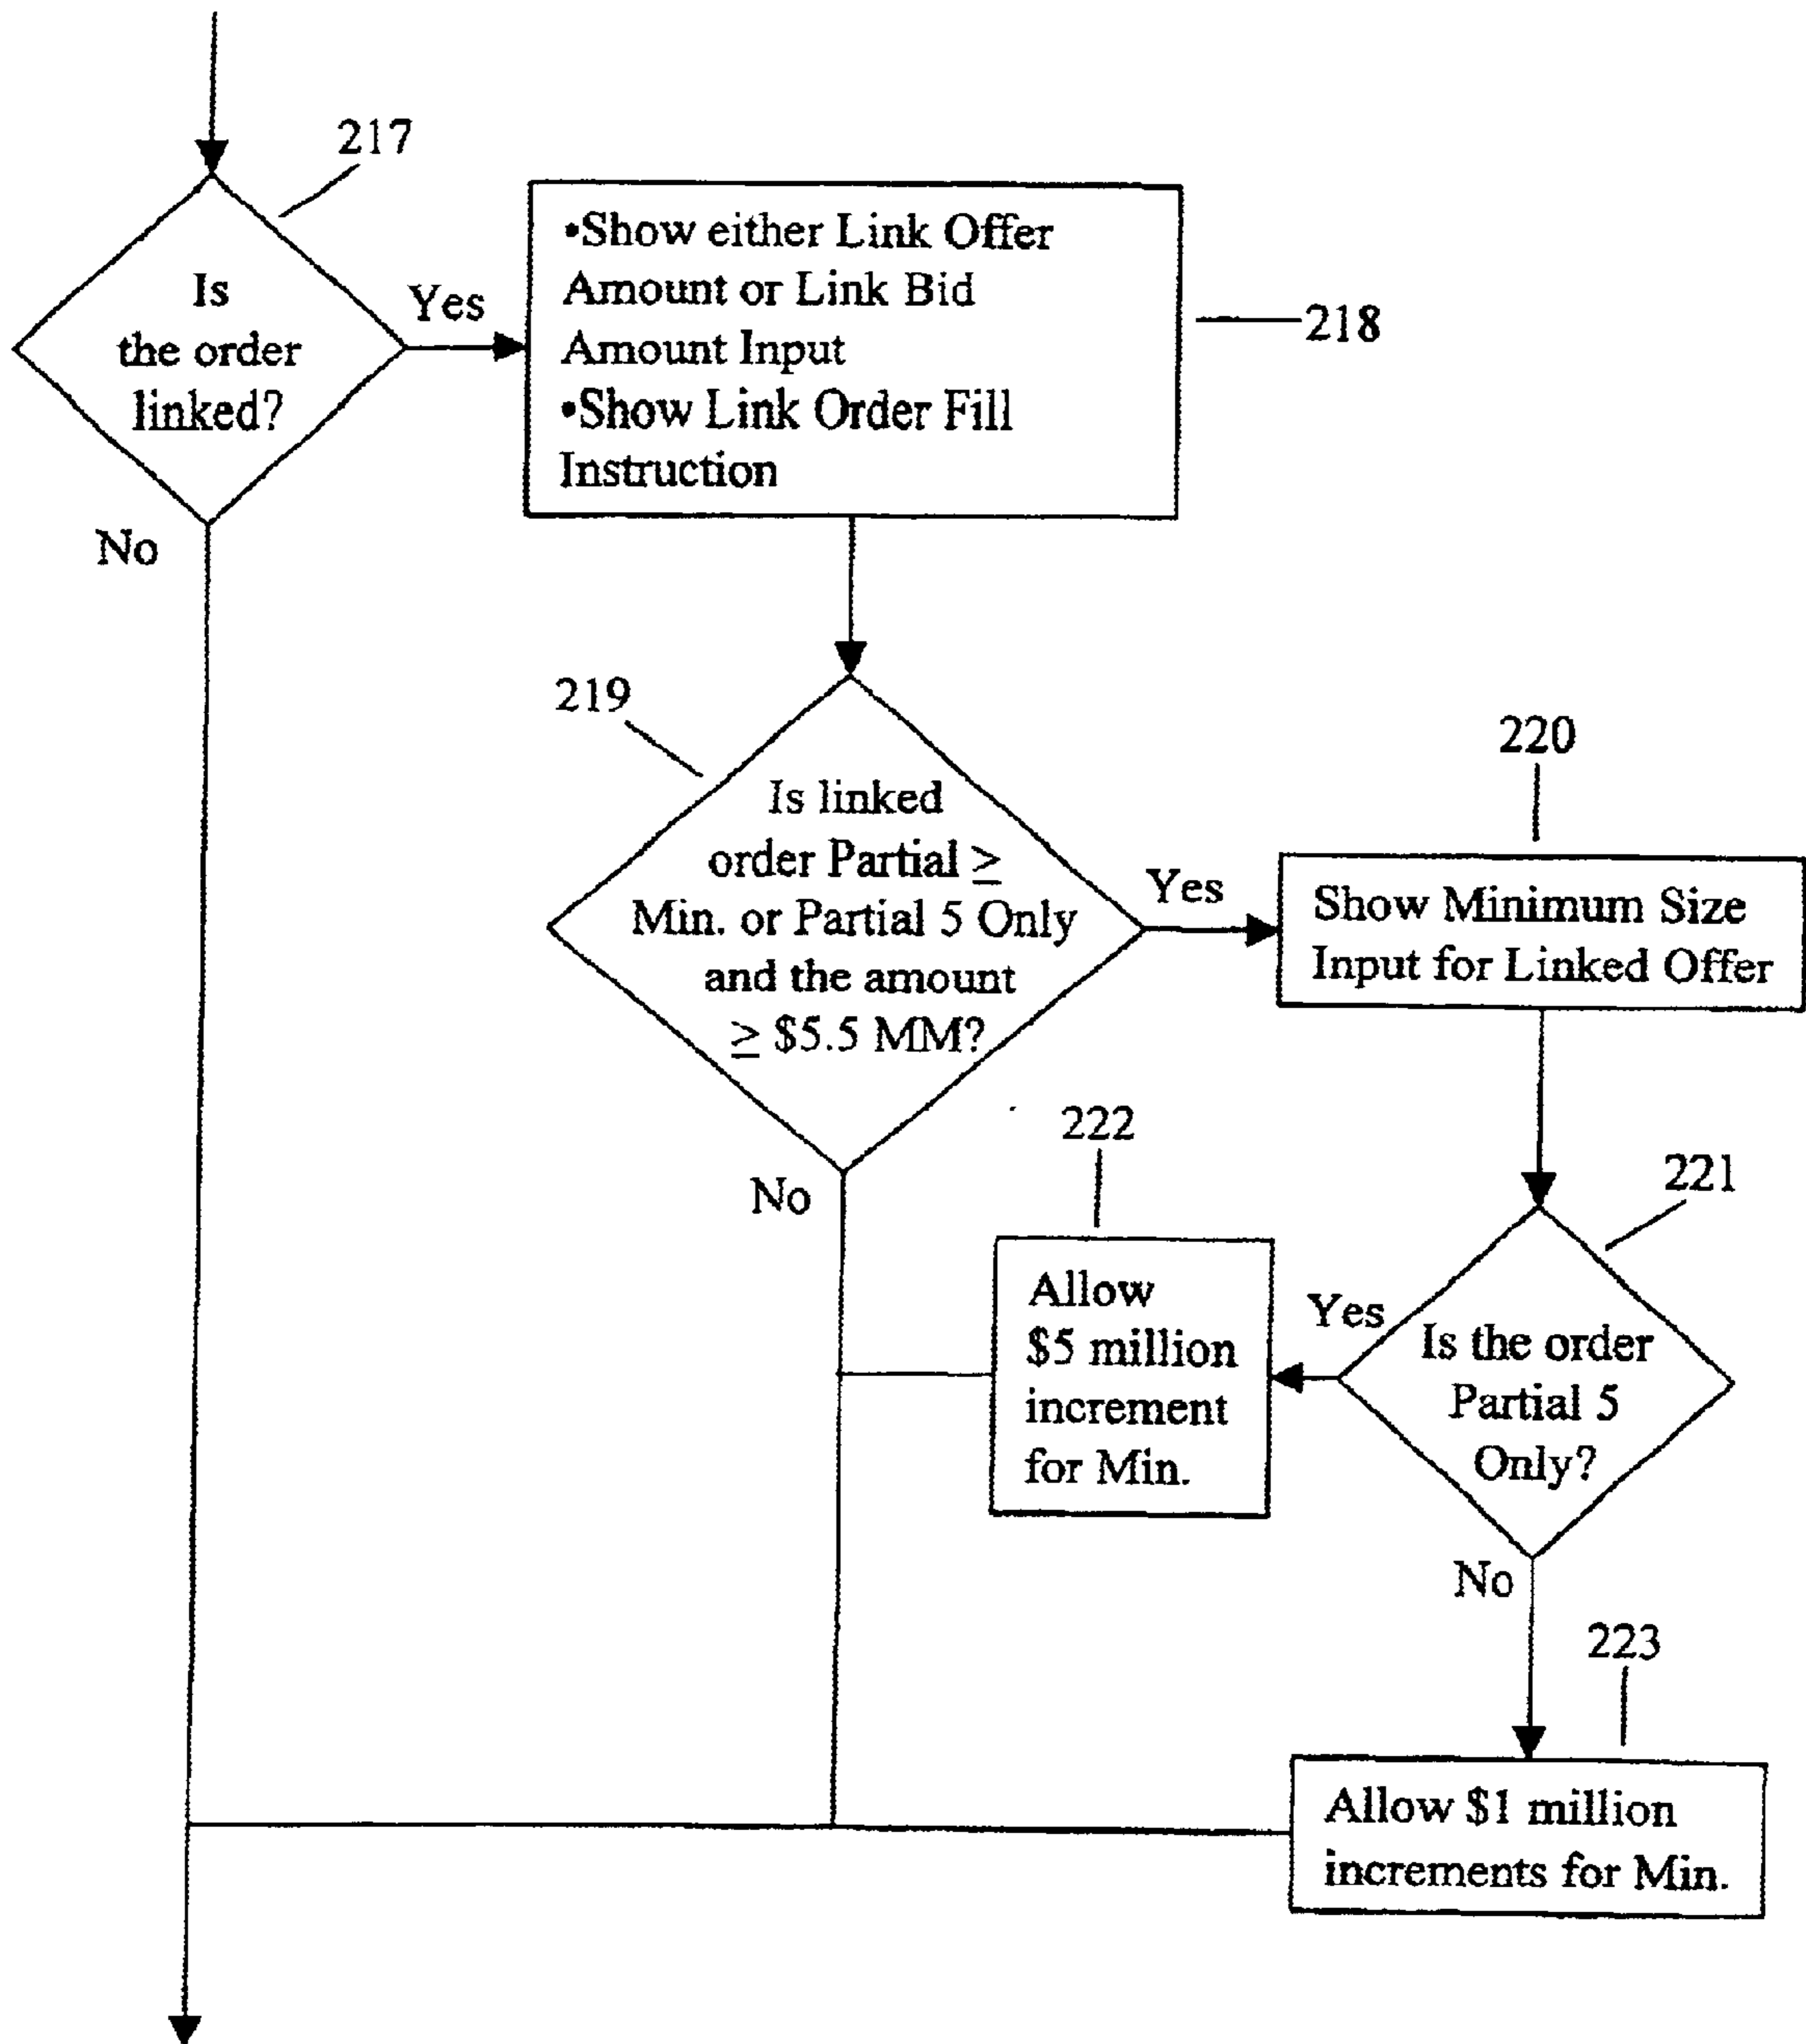 217
Is
the order
linked?
Yes
No
•Show either Link Offer
Amount or Link Bid
Amount Input
•Show Link Order Fill
Instruction
218
219
Is linked
order Partial ≥
Min. or Partial 5 Only
and the amount
≥ $5.5 MM?
Yes
No
220
Show Minimum Size
Input for Linked Offer
221
Is the order
Partial 5
Only?
Yes
No
222
Allow
$5 million
increment
for Min.
223
Allow $1 million
increments for Min.